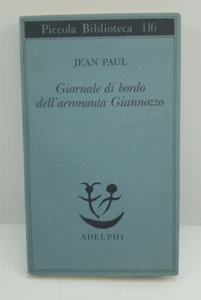 Piccola Biblioteca 116
JEAN PAUL
Giornale di bordo
dell'aeronauta Giannozzo
ADELPHI